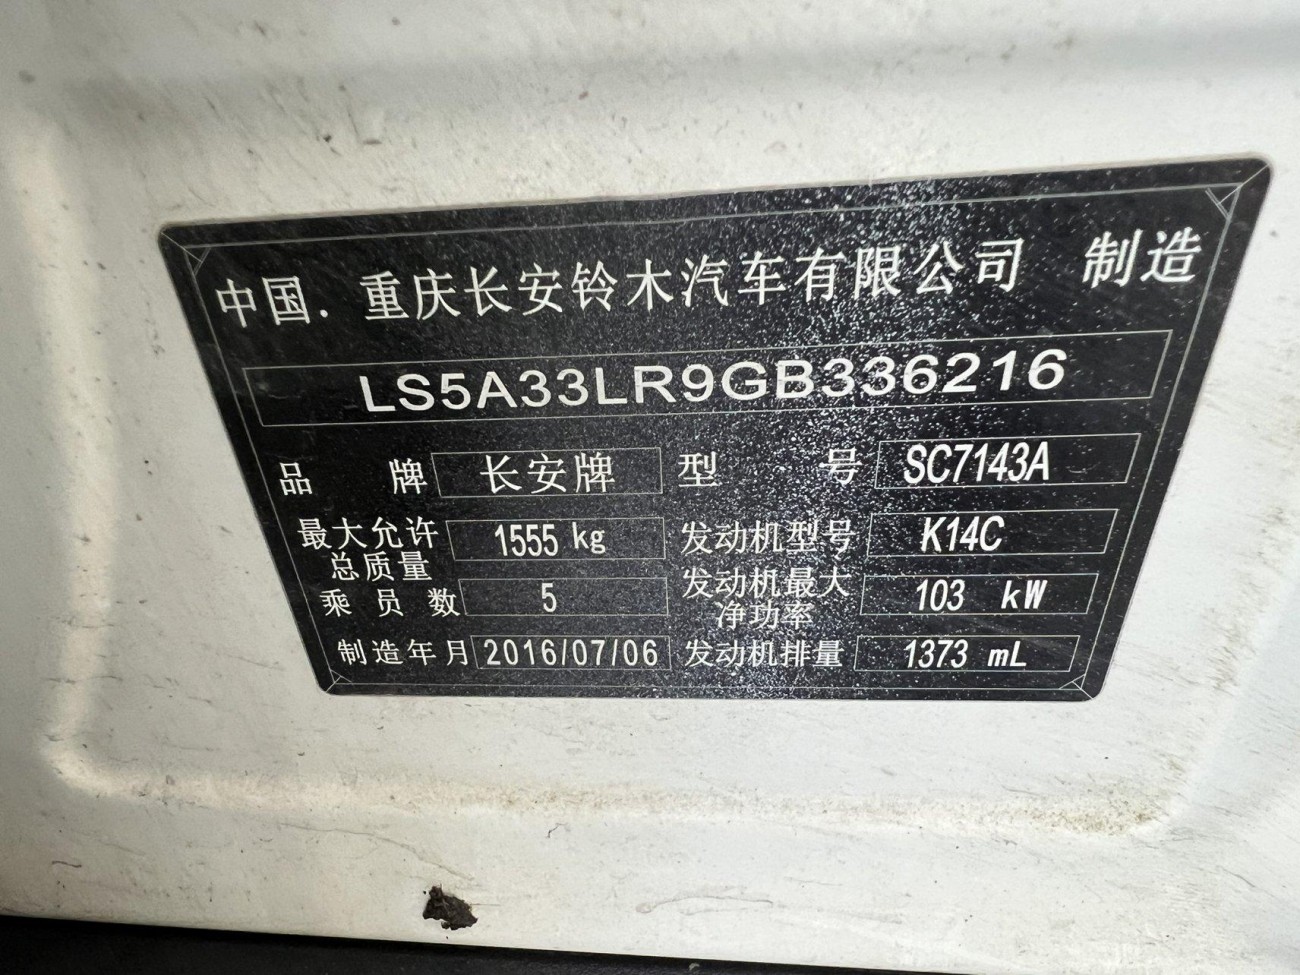 中国. 重庆长安铃木汽车有限公司 制造
LS5A33LR9GB336216
品 牌 长安牌 型 号 SC7143A
最大允许总质量 1555 kg 发动机型号 K14C
乘员数 5 发动机最大净功率 103 kW
制造年月 2016/07/06 发动机排量 1373 mL